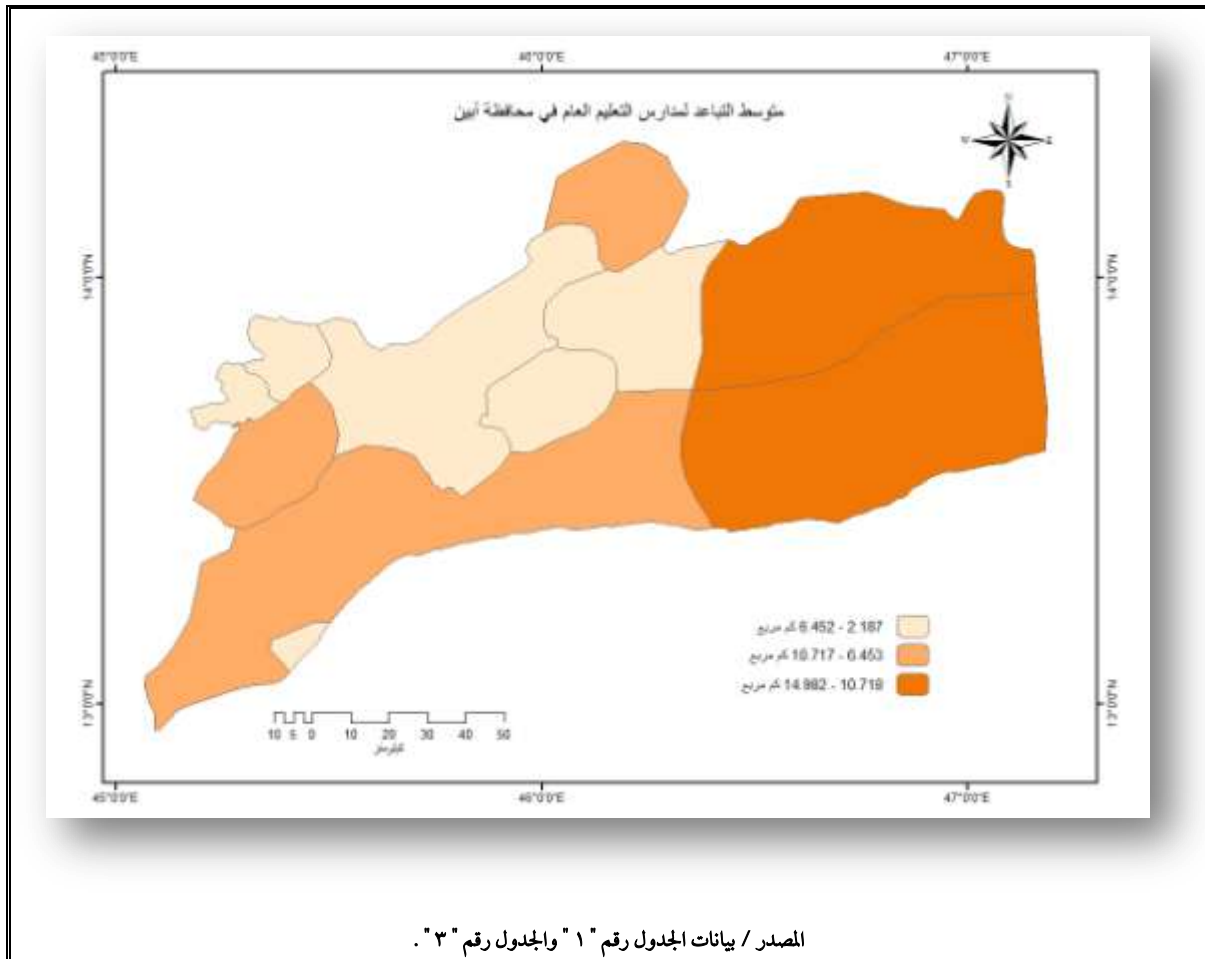 45°0'0"E 46°0'0"E 47°0'0"E
متوسط التباعد لمدارس التعليم العام في محافظة أبين
N
W E
S
14°0'0"N 14°0'0"N
2.187 - 6.452 كم مربع
6.453 - 10.717 كم مربع
10.718 - 14.982 كم مربع
13°0'0"N 13°0'0"N
10 5 0 10 20 30 40 50
كيلومتر
45°0'0"E 46°0'0"E 47°0'0"E
المصدر / بيانات الجدول رقم " ١ " والجدول رقم " ٣ " .